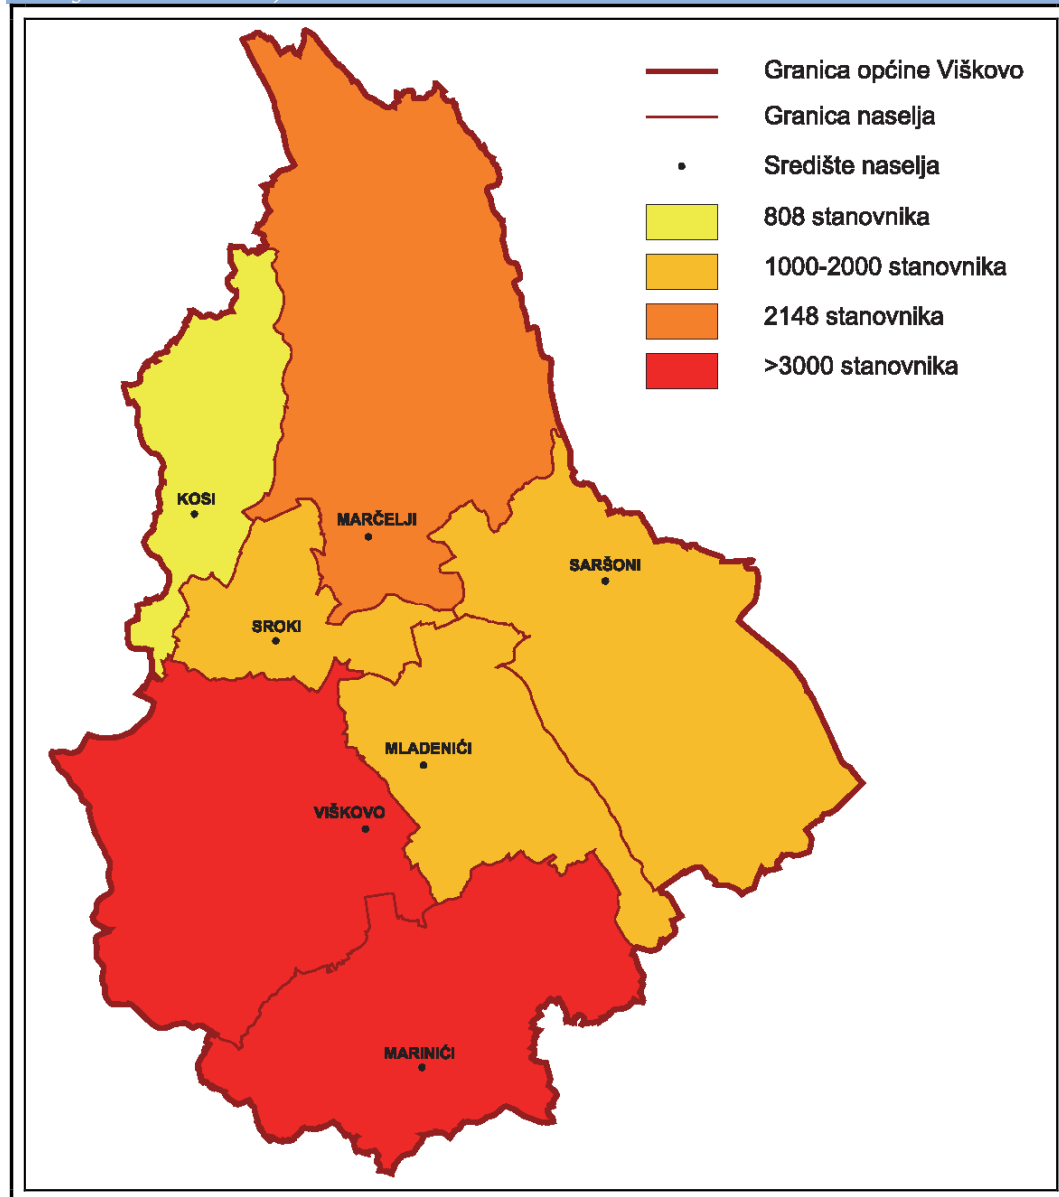 Granica općine Viškovo
Granica naselja
Središte naselja
808 stanovnika
1000-2000 stanovnika
2148 stanovnika
>3000 stanovnika
KOSI
MARČELJI
SARŠONI
SROKI
MLADENIĆI
VIŠKOVO
MARINIĆI